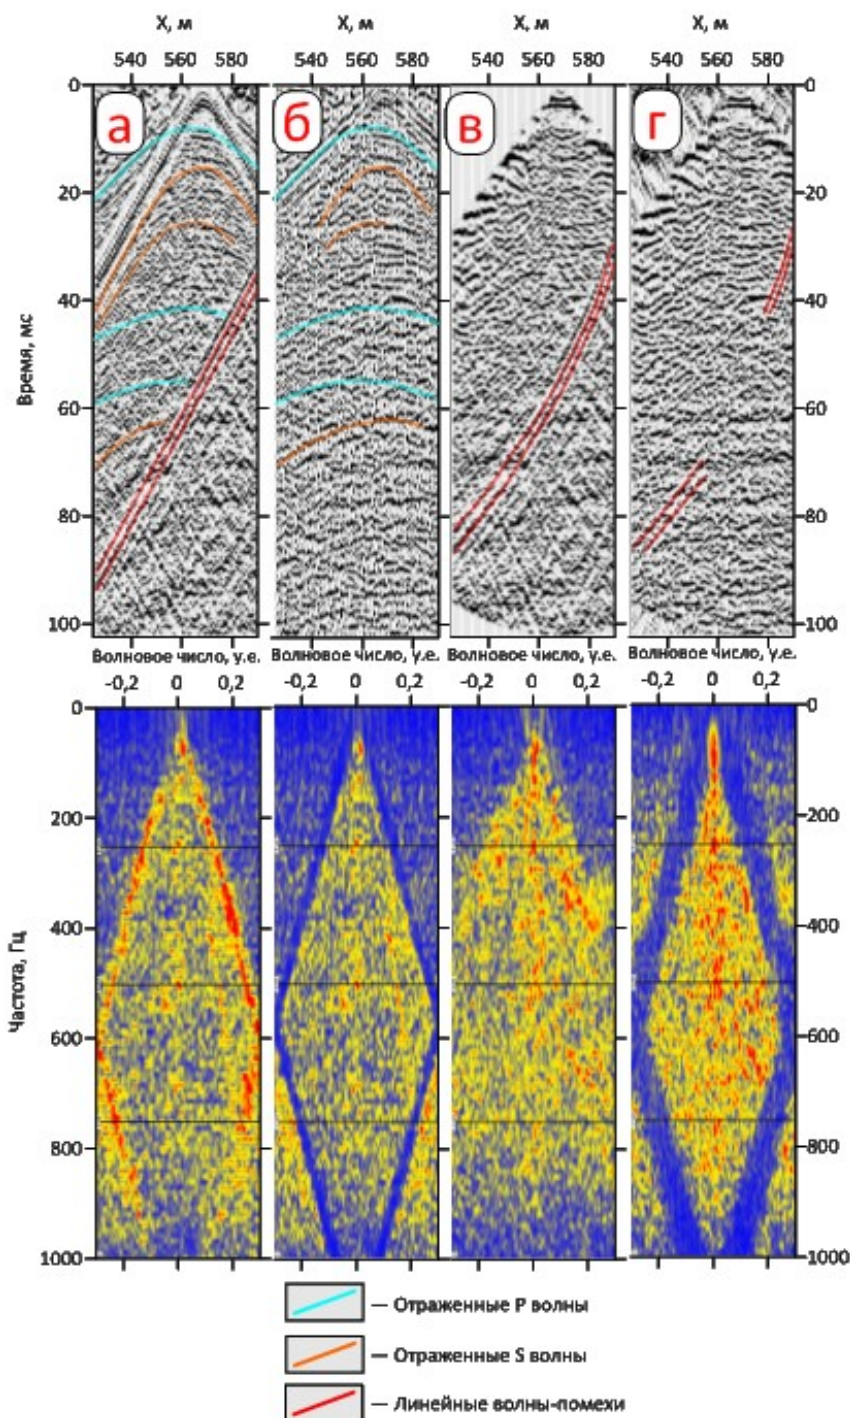 X, м X, м X, м X, м
540 560 580 540 560 580 540 560 580 540 560 580
0 0
а б в г
20 20
40 40
Время, мс
60 60
80 80
100 100
Волновое число, у.е. Волновое число, у.е. Волновое число, у.е. Волновое число, у.е.
-0,2 0 0,2 -0,2 0 0,2 -0,2 0 0,2 -0,2 0 0,2
0 0
200 200
400 400
Частота, Гц
600 600
800 800
1000 1000
— Отраженные P волны
— Отраженные S волны
— Линейные волны-помехи